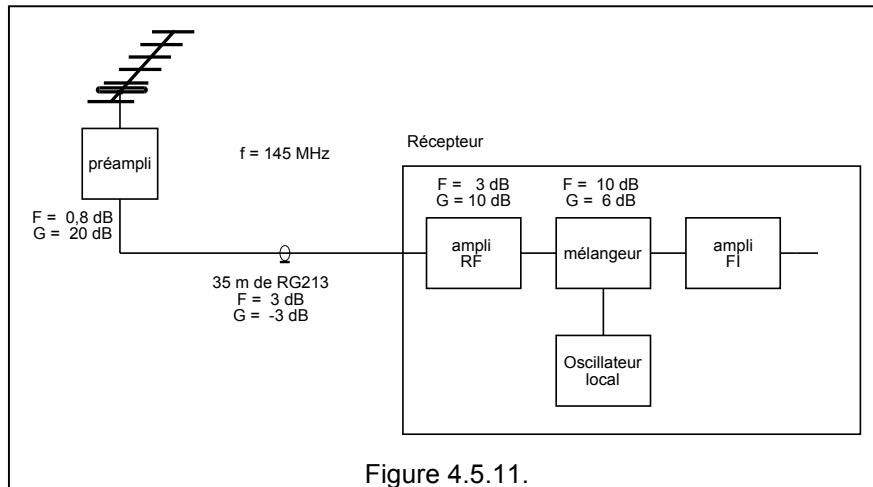 préampli
F = 0,8 dB
G = 20 dB
f = 145 MHz
35 m de RG213
F = 3 dB
G = -3 dB
Récepteur
F = 3 dB
G = 10 dB
F = 10 dB
G = 6 dB
ampli
RF
mélangeur
ampli
FI
Oscillateur
local
Figure 4.5.11.